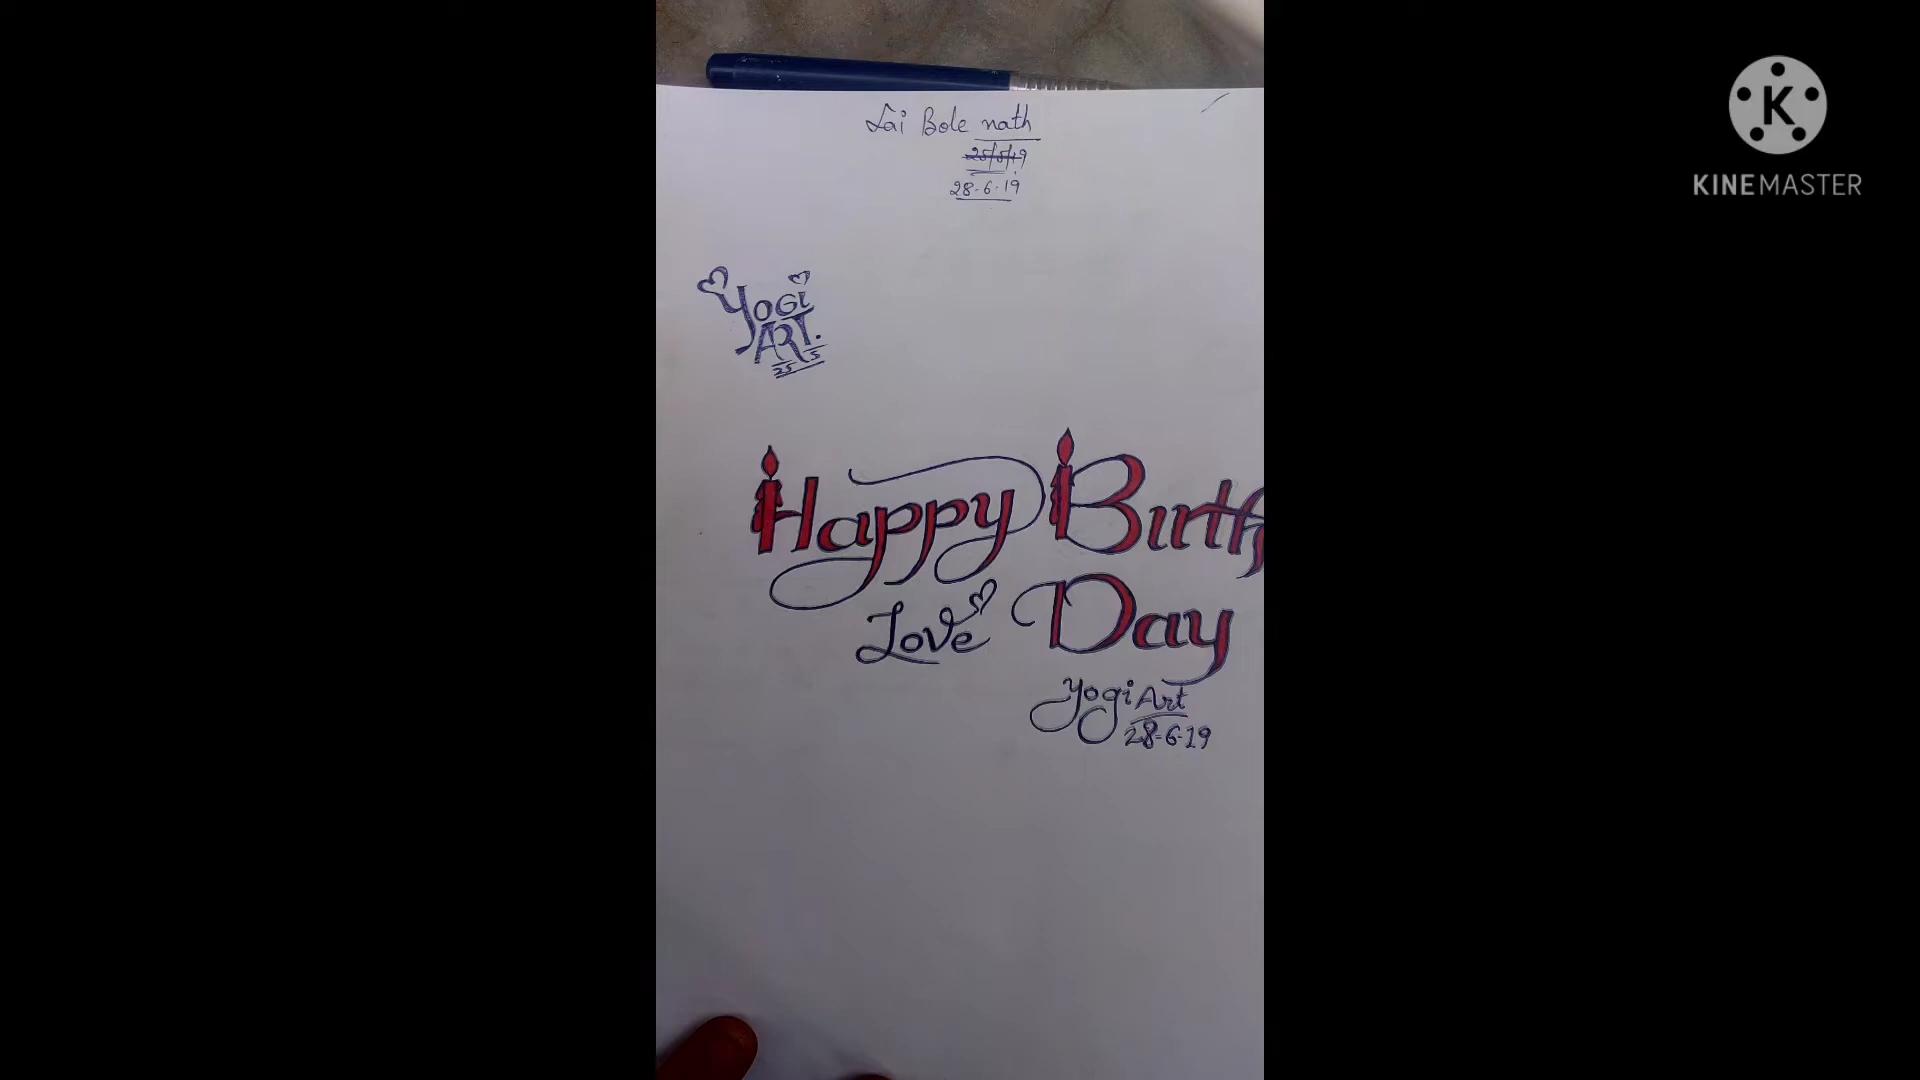 Jai Bole nath
25/5/19
28-6-19
YOGI
ART.
25 5
Happy Birth
Love Day
Yogi Art
28-6-19
KINEMASTER